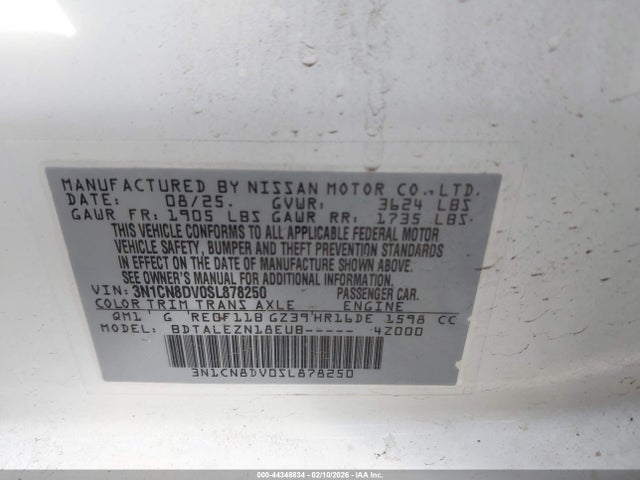 MANUFACTURED BY NISSAN MOTOR CO.,LTD.
DATE: 08/25. GVWR: 3624 LBS
GAWR FR: 1905 LBS GAWR RR: 1735 LBS.
THIS VEHICLE CONFORMS TO ALL APPLICABLE FEDERAL MOTOR
VEHICLE SAFETY, BUMPER AND THEFT PREVENTION STANDARDS
IN EFFECT ON THE DATE OF MANUFACTURE SHOWN ABOVE.
SEE OWNER'S MANUAL FOR ADDITIONAL INFORMATION
VIN: 3N1CN8DV0SL878250 PASSENGER CAR.
COLOR TRIM TRANS AXLE ENGINE
QM1 G RE0F11B GZ39 HR16DE 1598 CC
MODEL: BDTALEZN18EUB----- 4Z000
3N1CN8DV0SL878250
000-44348834 - 02/10/2026 - COPYRIGHT IAA, LLC